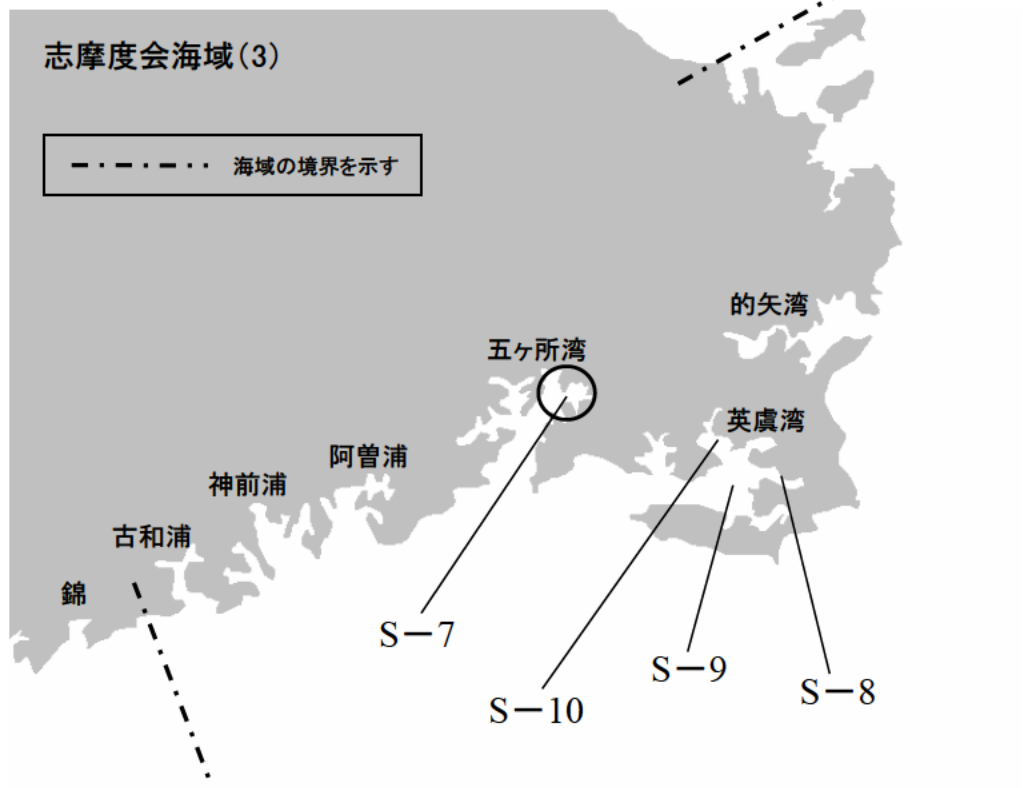 志摩度会海域(3)
海域の境界を示す
的矢湾
五ヶ所湾
英虞湾
阿曽浦
神前浦
古和浦
錦
S－7
S－9
S－8
S－10